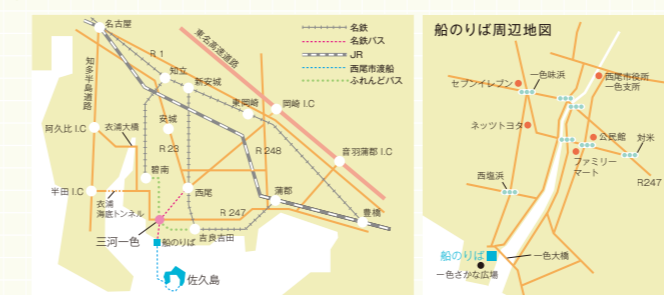 名古屋
R 1
東名高速道路
名鉄
名鉄バス
JR
西尾市渡船
ふれんどバス
知多半島道路
知立
新安城
東岡崎
岡崎 I.C
阿久比 I.C
衣浦大橋
安城
R 23
R 248
音羽蒲郡 I.C
碧南
半田 I.C
衣浦
海底トンネル
西尾
蒲郡
R 247
豊橋
三河一色
吉良吉田
船のりば
佐久島
船のりば周辺地図
一色味浜
セブンイレブン
西尾市役所
一色支所
ネッツトヨタ
公民館
対米
ファミリー
マート
西塩浜
R247
船のりば
一色大橋
一色さかな広場